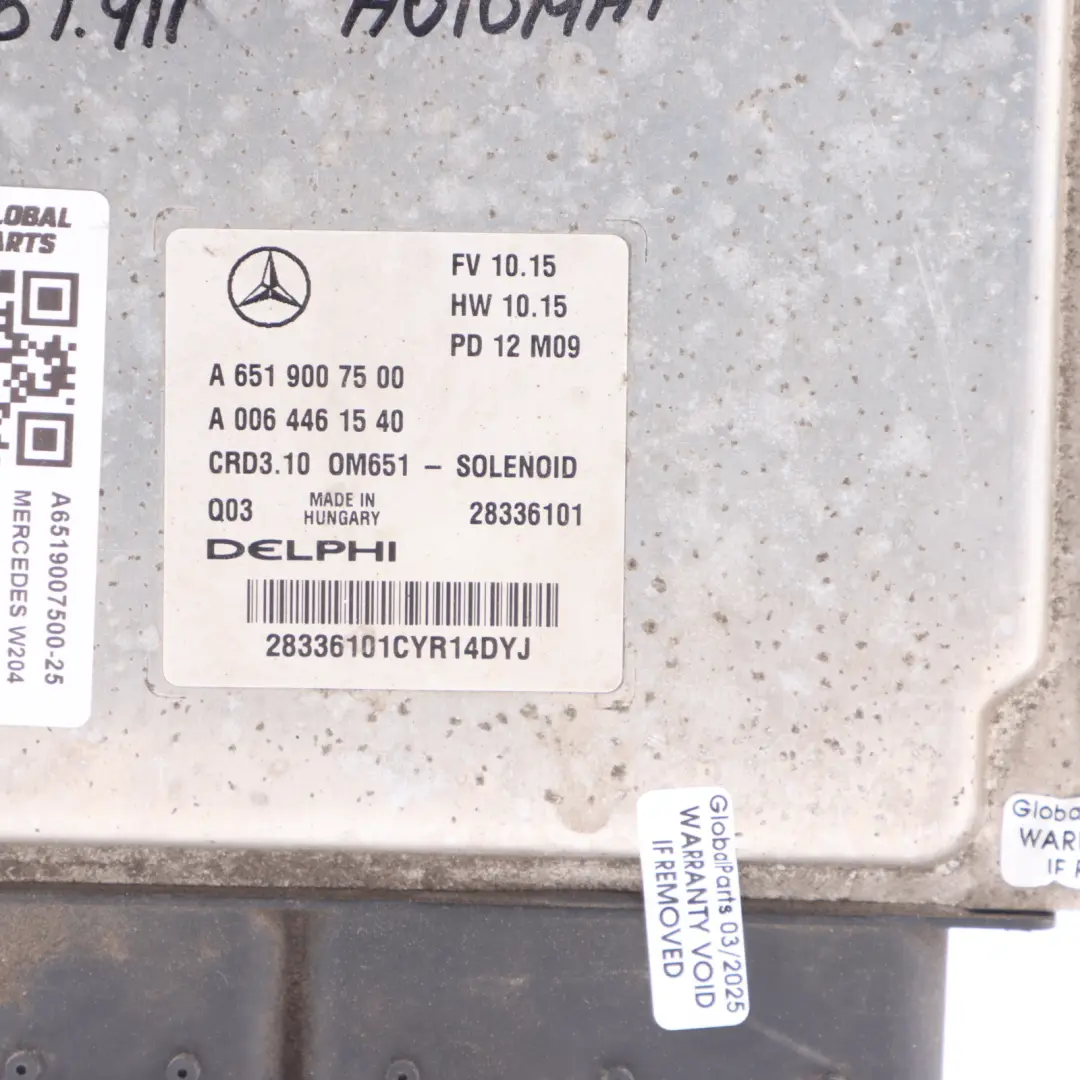 AUTOMAT
FV 10.15
HW 10.15
PD 12 M09
A 651 900 75 00
A 006 446 15 40
CRD3.10 OM651 – SOLENOID
Q03 MADE IN HUNGARY 28336101
DELPHI
28336101CYR14DYJ
A6519007500-25
MERCEDES W204
GlobalParts 03/2025
WARRANTY VOID
IF REMOVED
IF